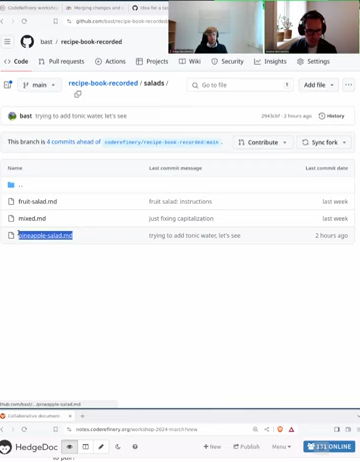 Coderefinery worksho
Merging changes and
Idea for a sa
github.com/bast/recipe-book-recorded
bast / recipe-book-recorded
Code
Pull requests
Actions
Projects
Wiki
Security
Insights
Settings
main
recipe-book-recorded / salads /
Go to file
Add file
bast trying to add tonic water, let's see
2 hours ago
History
This branch is 4 commits ahead of coderefinery/recipe-book-recorded:main .
Contribute
Sync fork
Name Last commit message Last commit date
..
fruit-salad.md fruit salad: instructions last week
mixed.md just fixing capitalization last week
pineapple-salad.md trying to add tonic water, let's see 2 hours ago
Collaborative document
notes.coderefinery.org/workshop-2024-march#view
HedgeDoc
New
Publish
Menu
ONLINE